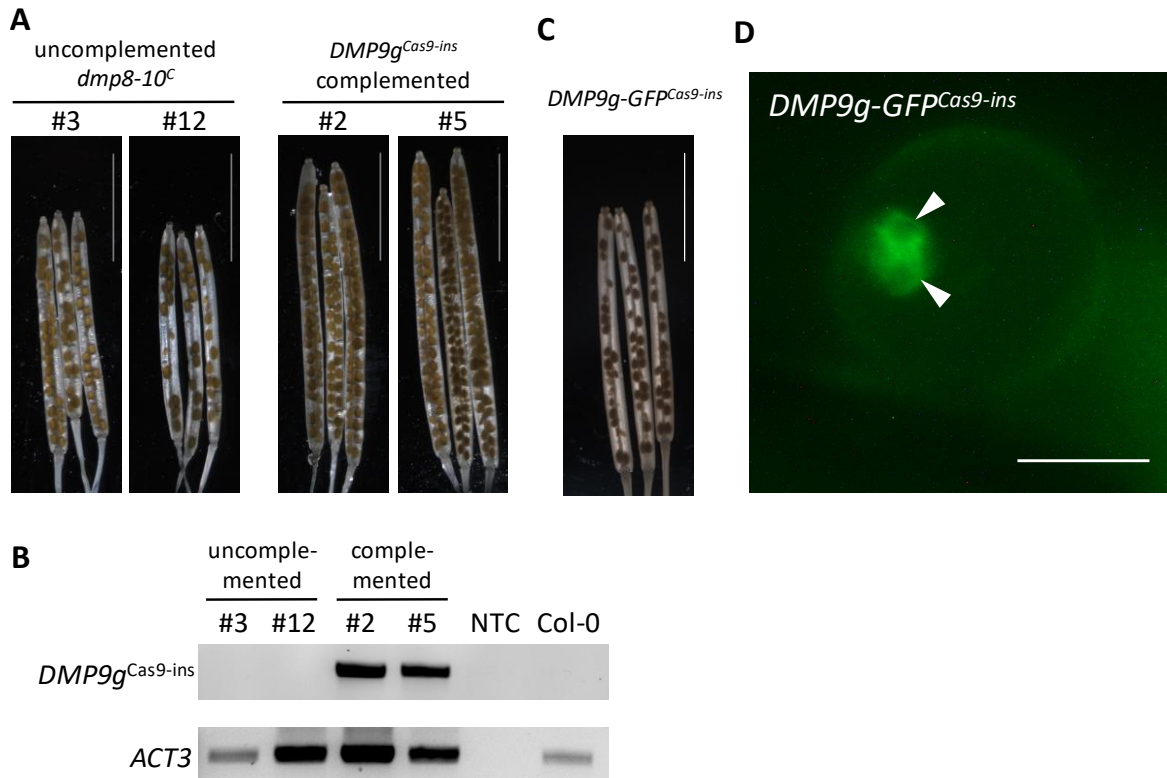 A
uncomplemented
dmp8-10ᶜ
#3 #12
DMP9gᶜᵃˢ⁹⁻ⁱⁿˢ
complemented
#2 #5
C
DMP9g-GFPᶜᵃˢ⁹⁻ⁱⁿˢ
D
DMP9g-GFPᶜᵃˢ⁹⁻ⁱⁿˢ
B
uncomple-
mented
comple-
mented
#3 #12 #2 #5 NTC Col-0
DMP9gᶜᵃˢ⁹⁻ⁱⁿˢ
ACT3